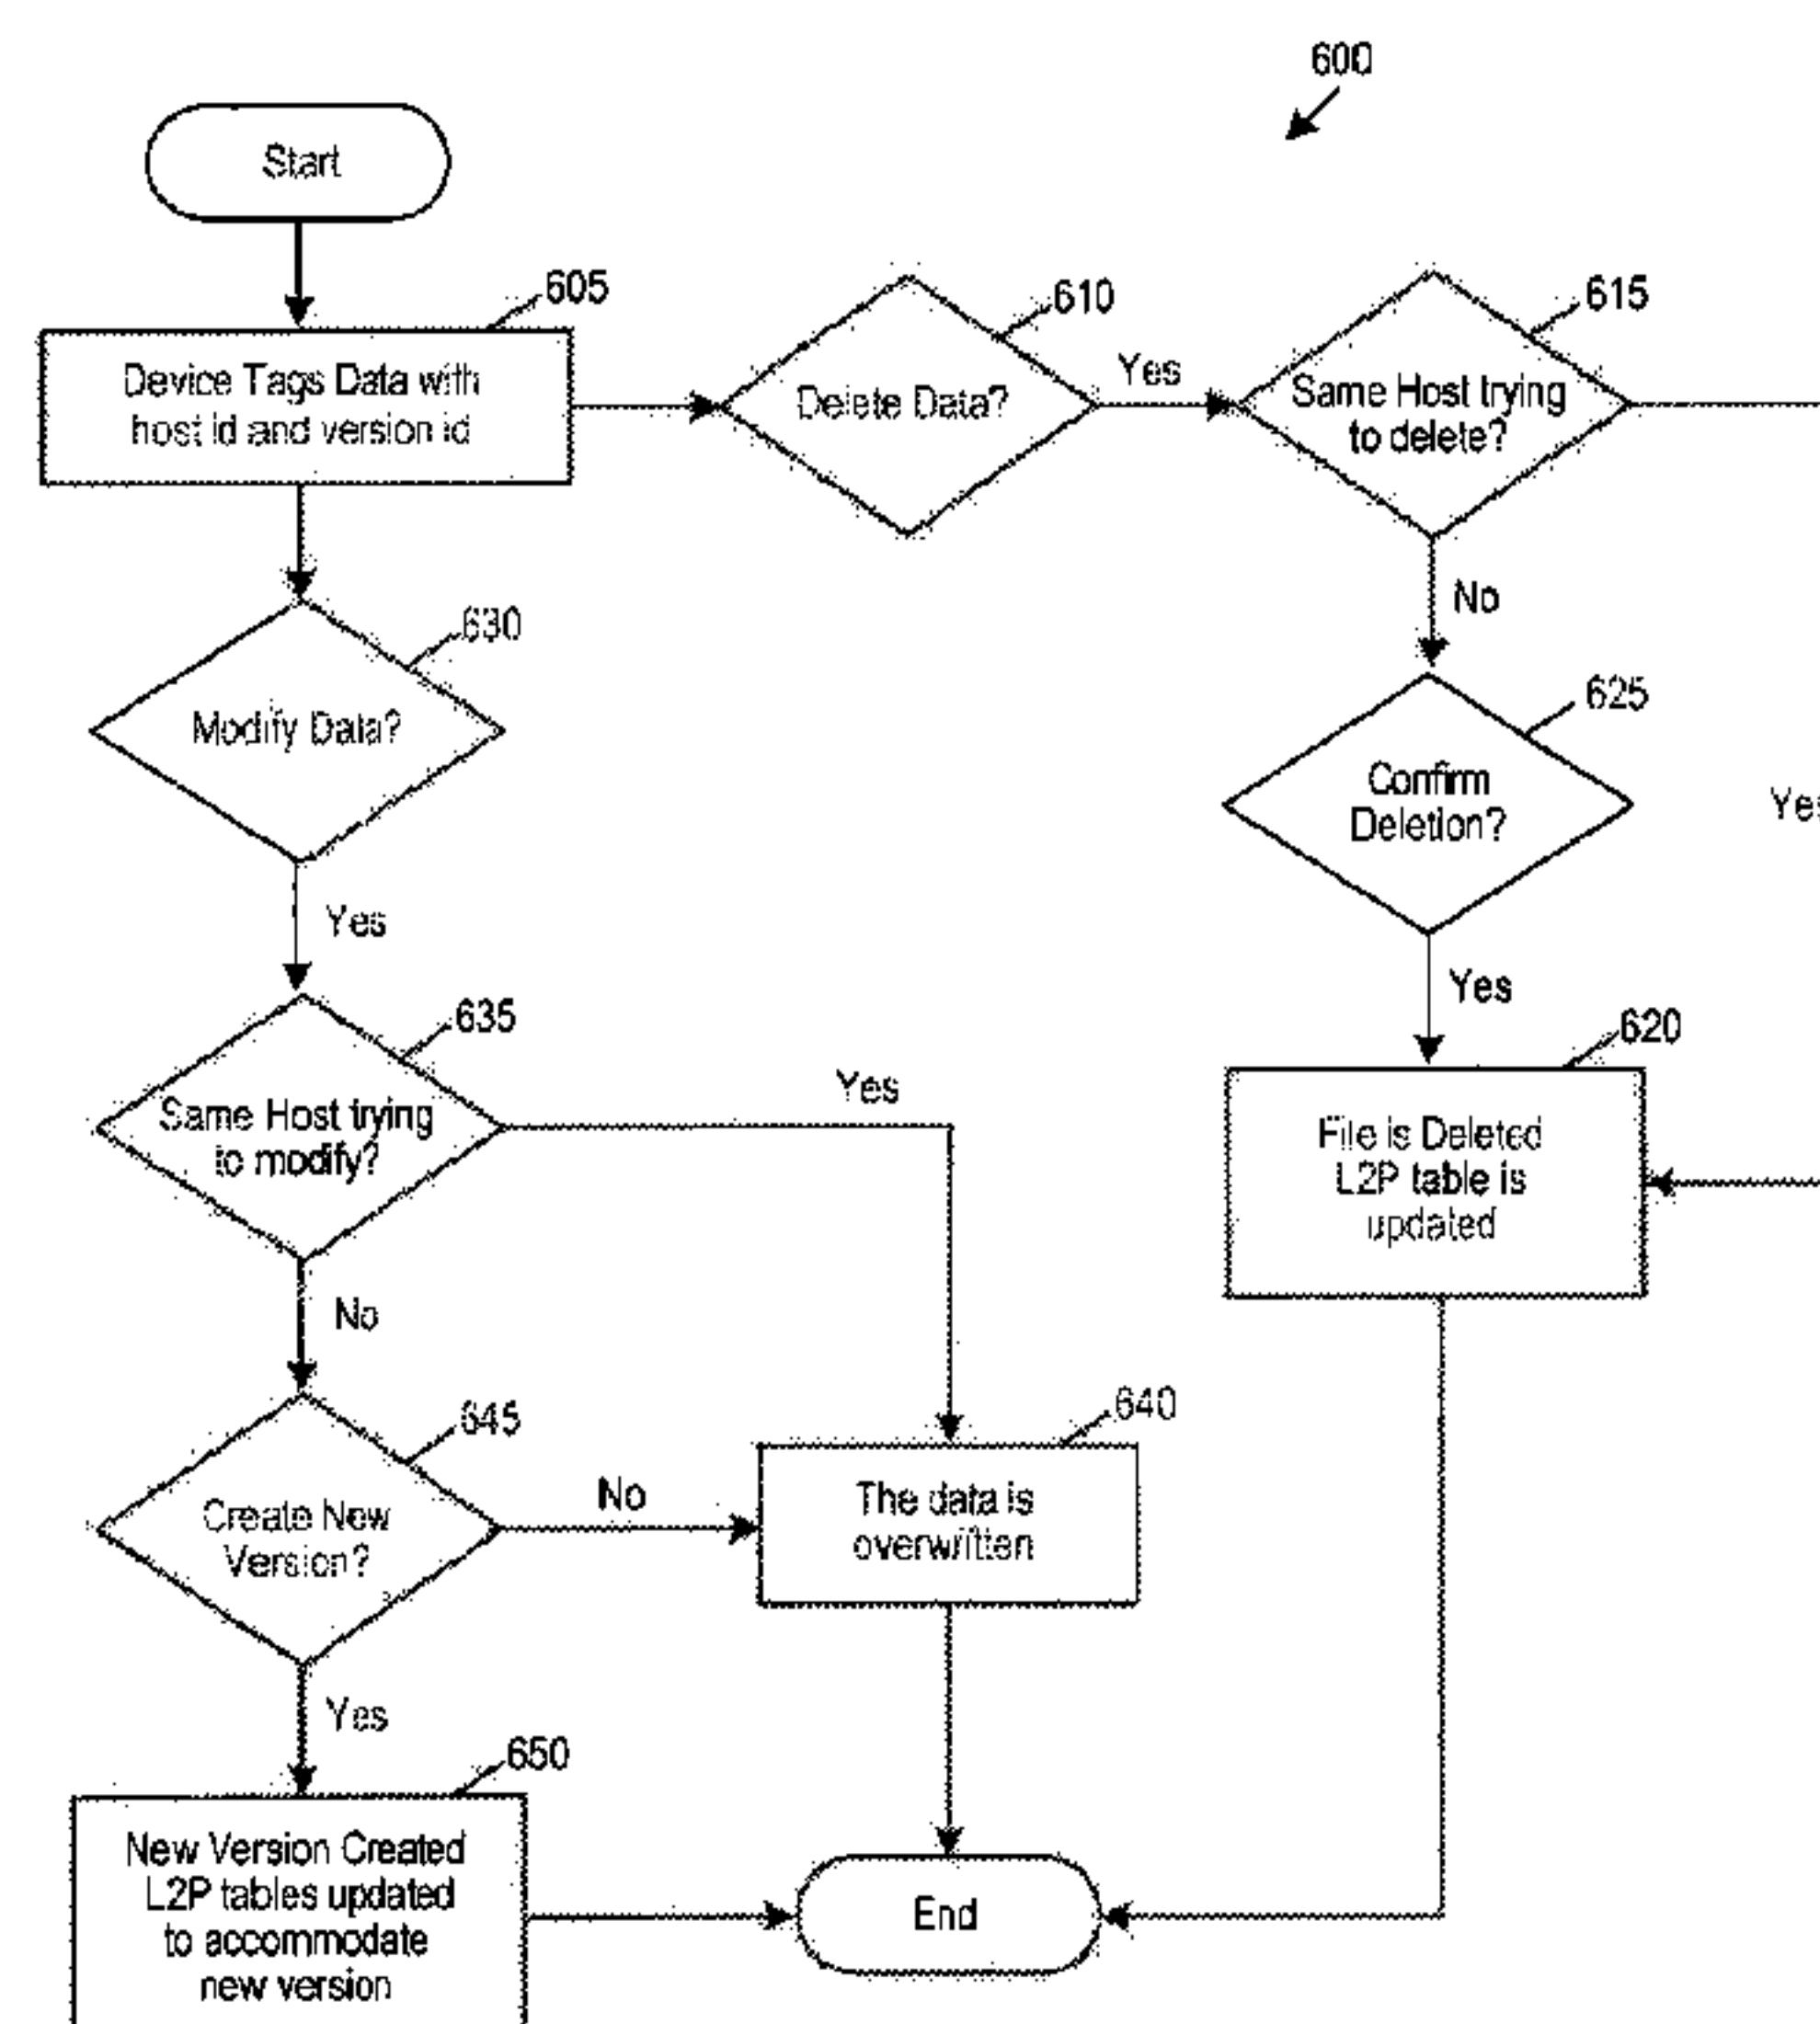 600
Start
605
Device Tags Data with
host id and version id
610
Delete Data?
Yes
615
Same Host trying
to delete?
No
625
Confirm
Deletion?
Yes
Yes
620
File is Deleted
L2P table is
updated
630
Modify Data?
Yes
635
Same Host trying
to modify?
Yes
No
645
Create New
Version?
No
640
The data is
overwritten
Yes
650
New Version Created
L2P tables updated
to accommodate
new version
End